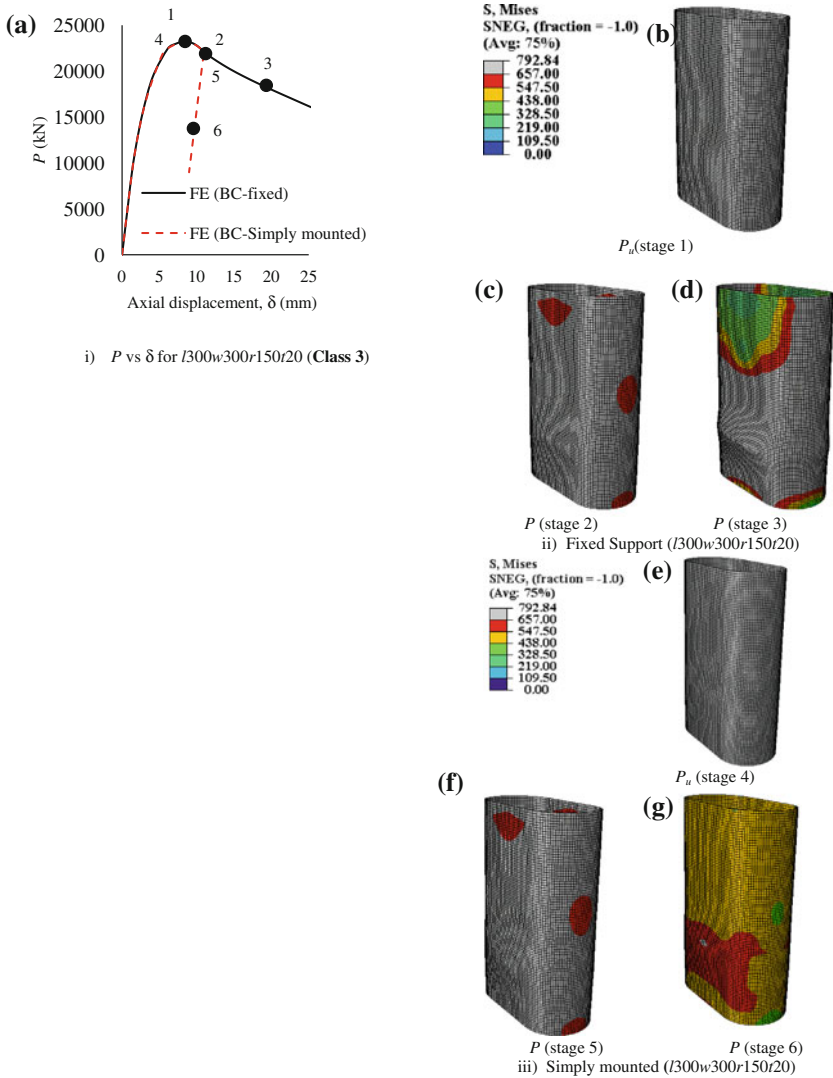 (a)
1
4
2
3
5
6
25000
20000
15000
10000
5000
0
P (kN)
FE (BC-fixed)
FE (BC-Simply mounted)
0 5 10 15 20 25
Axial displacement, δ (mm)
i) P vs δ for l300w300r150t20 (Class 3)
S, Mises
SNEG, (fraction = -1.0)
(Avg: 75%)
792.84
657.00
547.50
438.00
328.50
219.00
109.50
0.00
(b)
Pu(stage 1)
(c)
(d)
P (stage 2)
P (stage 3)
ii) Fixed Support (l300w300r150t20)
S, Mises
SNEG, (fraction = -1.0)
(Avg: 75%)
792.84
657.00
547.50
438.00
328.50
219.00
109.50
0.00
(e)
Pu (stage 4)
(f)
(g)
P (stage 5)
P (stage 6)
iii) Simply mounted (l300w300r150t20)